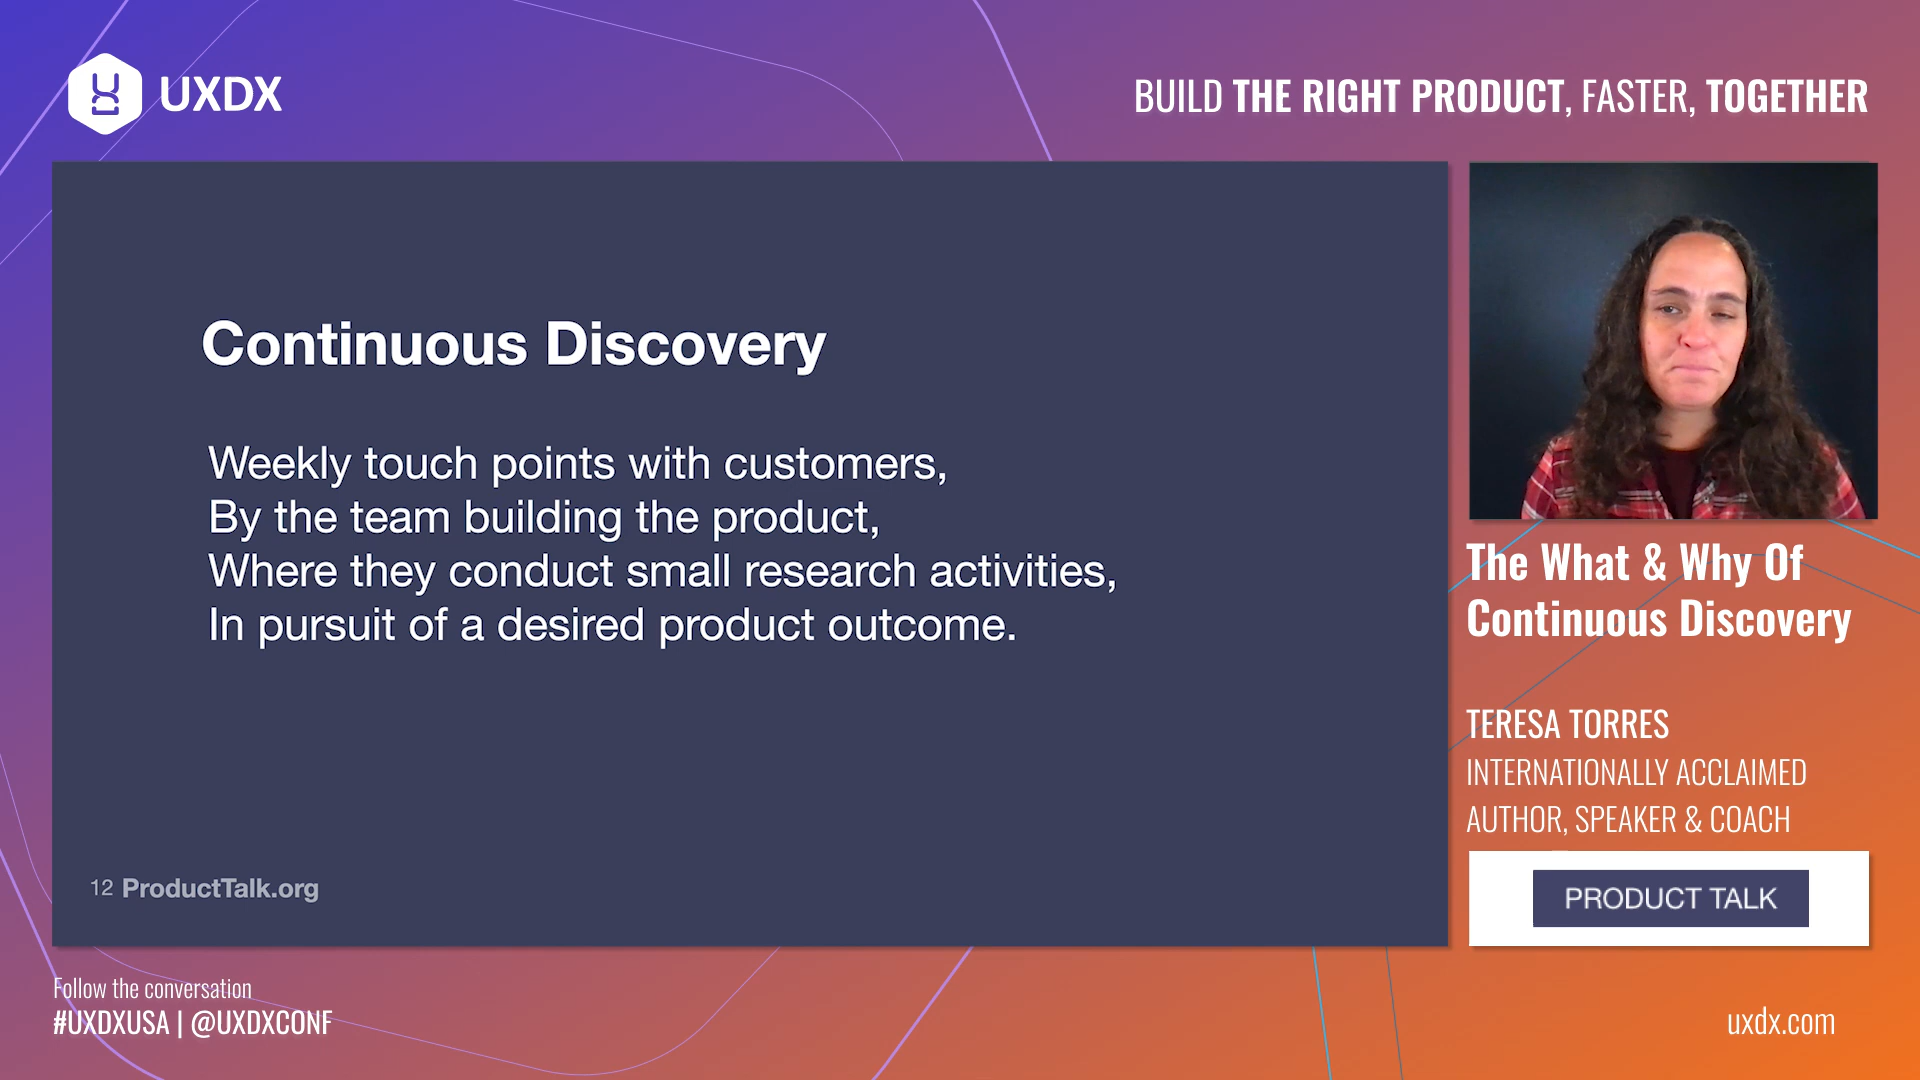 UXDX
BUILD THE RIGHT PRODUCT, FASTER, TOGETHER
Continuous Discovery
Weekly touch points with customers,
By the team building the product,
Where they conduct small research activities,
In pursuit of a desired product outcome.
12 ProductTalk.org
The What & Why Of
Continuous Discovery
TERESA TORRES
INTERNATIONALLY ACCLAIMED
AUTHOR, SPEAKER & COACH
PRODUCT TALK
Follow the conversation
#UXDXUSA | @UXDXCONF
uxdx.com